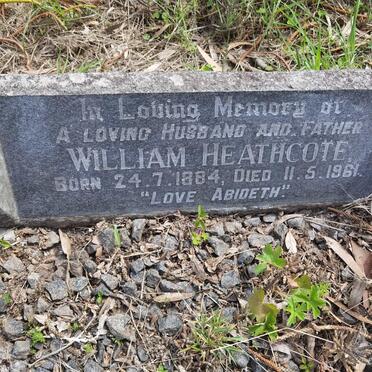 In Loving Memory of
A LOVING HUSBAND AND FATHER
WILLIAM HEATHCOTE
BORN 24.7.1884, DIED 11.5.1961.
"LOVE ABIDETH."